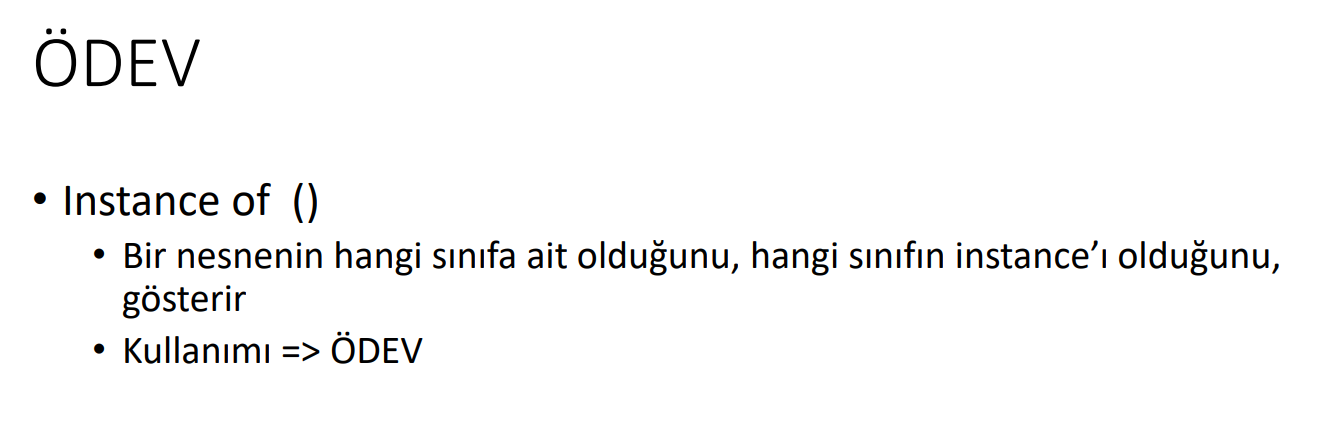 ÖDEV
• Instance of ()
• Bir nesnenin hangi sınıfa ait olduğunu, hangi sınıfın instance’ı olduğunu,
gösterir
• Kullanımı => ÖDEV